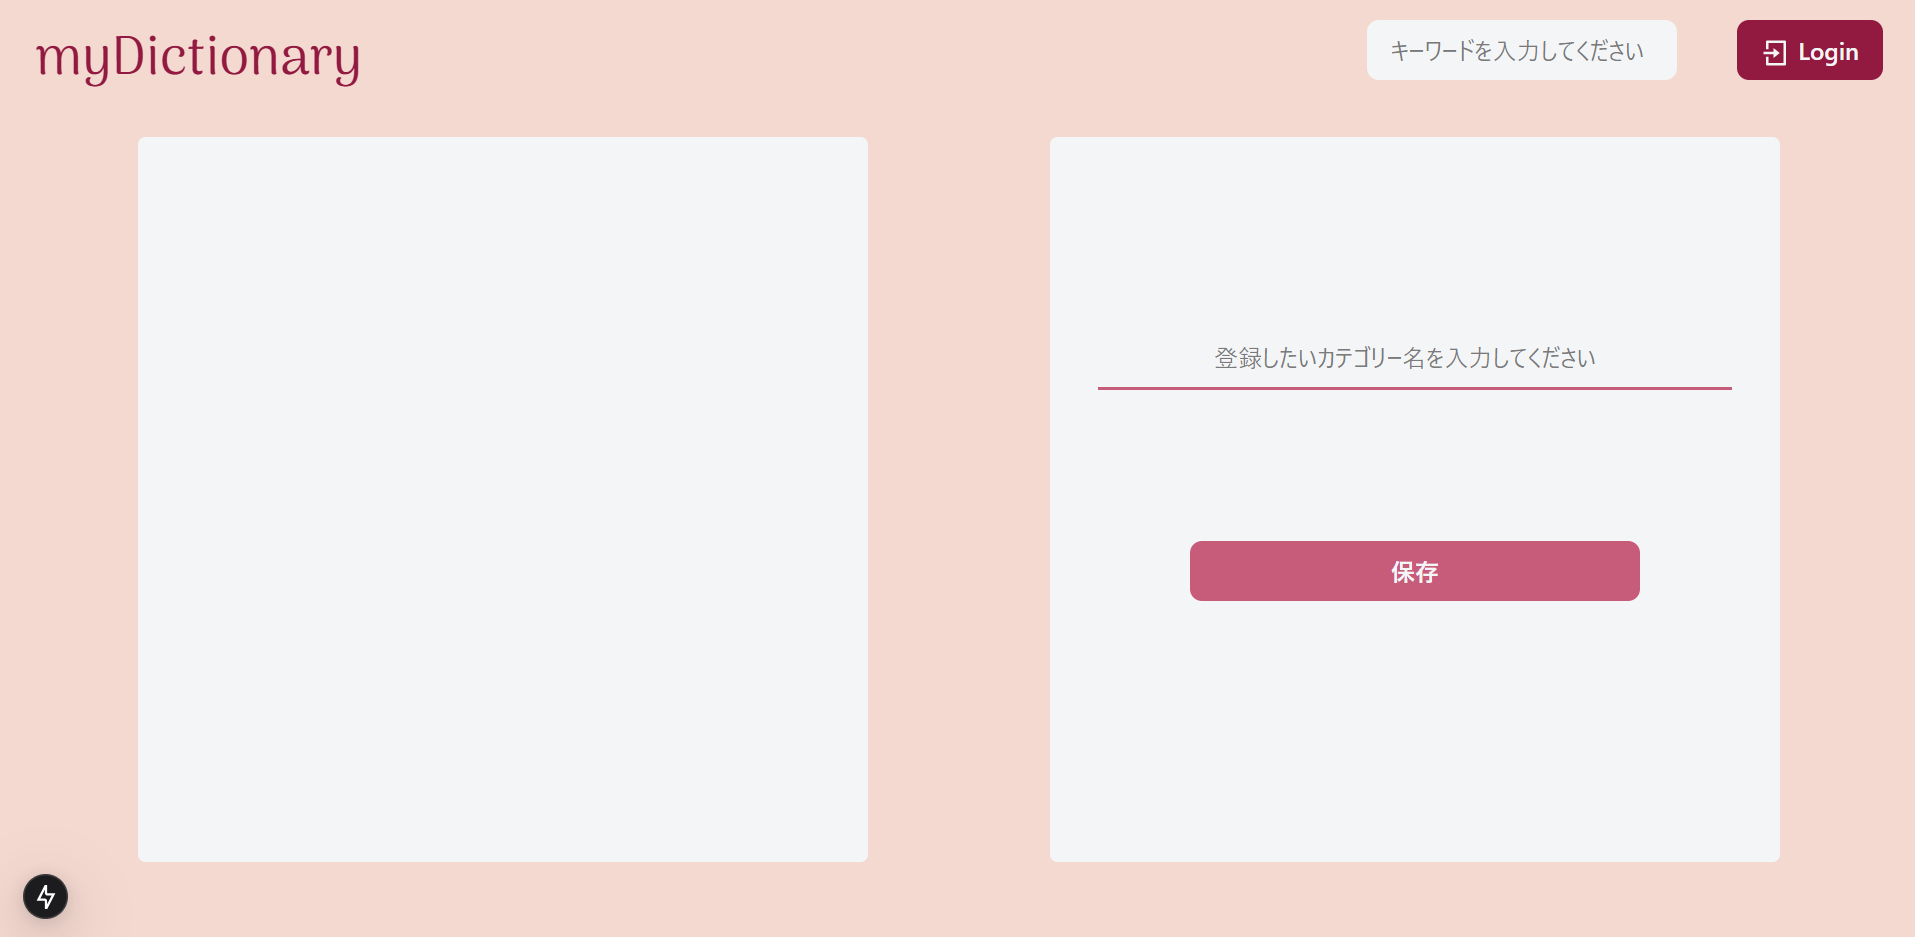 myDictionary
キーワードを入力してください
Login
登録したいカテゴリー名を入力してください
保存